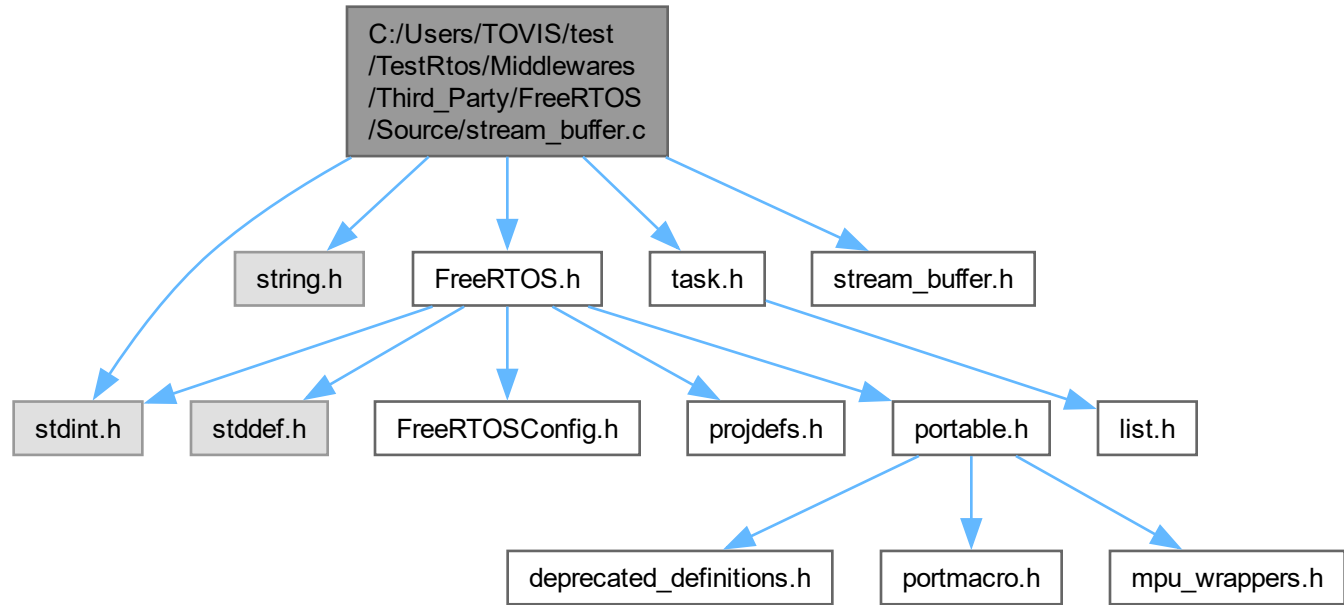 C:/Users/TOVIS/test
/TestRtos/Middlewares
/Third_Party/FreeRTOS
/Source/stream_buffer.c
string.h
FreeRTOS.h
task.h
stream_buffer.h
stdint.h
stddef.h
FreeRTOSConfig.h
projdefs.h
portable.h
list.h
deprecated_definitions.h
portmacro.h
mpu_wrappers.h